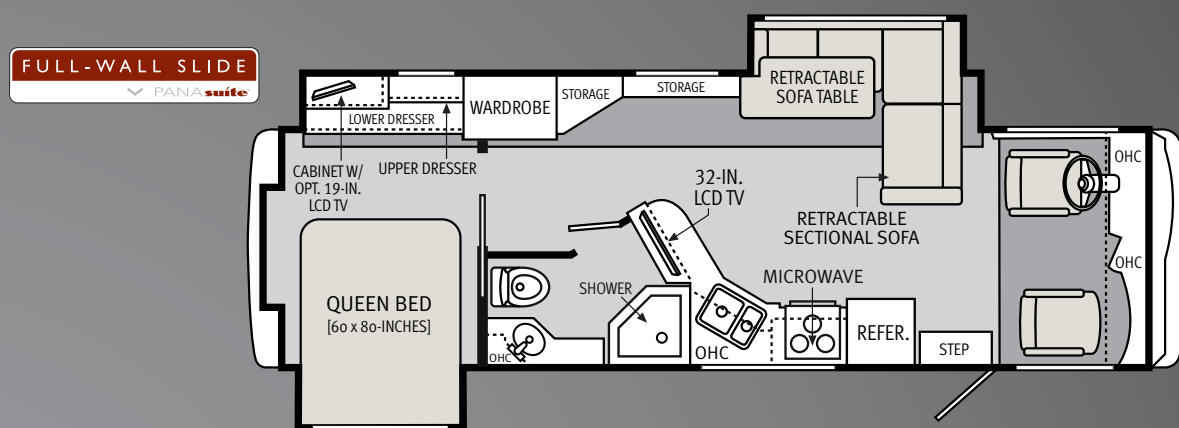 FULL-WALL SLIDE
PANAsuite
CABINET W/
OPT. 19-IN.
LCD TV
LOWER DRESSER
UPPER DRESSER
WARDROBE
STORAGE
STORAGE
RETRACTABLE
SOFA TABLE
RETRACTABLE
SECTIONAL SOFA
32-IN.
LCD TV
OHC
OHC
QUEEN BED
[60 x 80-INCHES]
OHC
SHOWER
OHC
MICROWAVE
REFER.
STEP